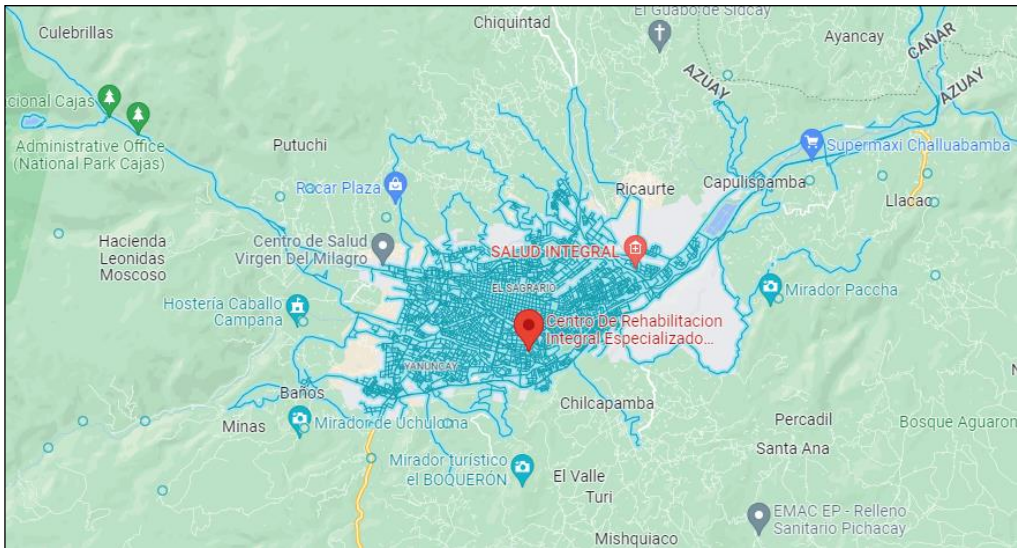 El Guabo de Sidcay
Chiquintad
Culebrillas
Ayancay
CAÑAR
AZUAY
AZUAY
cional Cajas
Administrative Office
(National Park Cajas)
Putuchi
Supermaxi Challuabamba
Racar Plaza
Ricaurte
Capulispamba
Llacao
Hacienda
Leonidas
Moscoso
Centro de Salud
Virgen Del Milagro
SALUD INTEGRAL
EL SAGRARIO
Mirador Paccha
Hostería Caballo
Campana
Centro De Rehabilitacion
Integral Especializado...
YANUNCAY
Baños
Chilcapamba
Minas
Mirador de Uchuloma
Percadil
Bosque Aguaron
Santa Ana
Mirador turístico
el BOQUERÓN
El Valle
Turi
EMAC EP - Relleno
Sanitario Pichacay
Mishquiaco